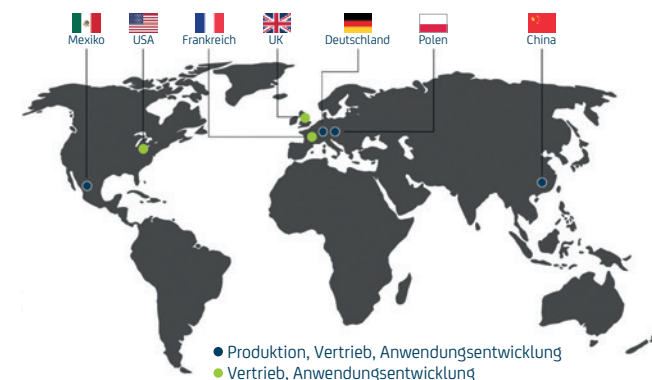 Mexiko USA Frankreich UK Deutschland Polen China
Produktion, Vertrieb, Anwendungsentwicklung
Vertrieb, Anwendungsentwicklung